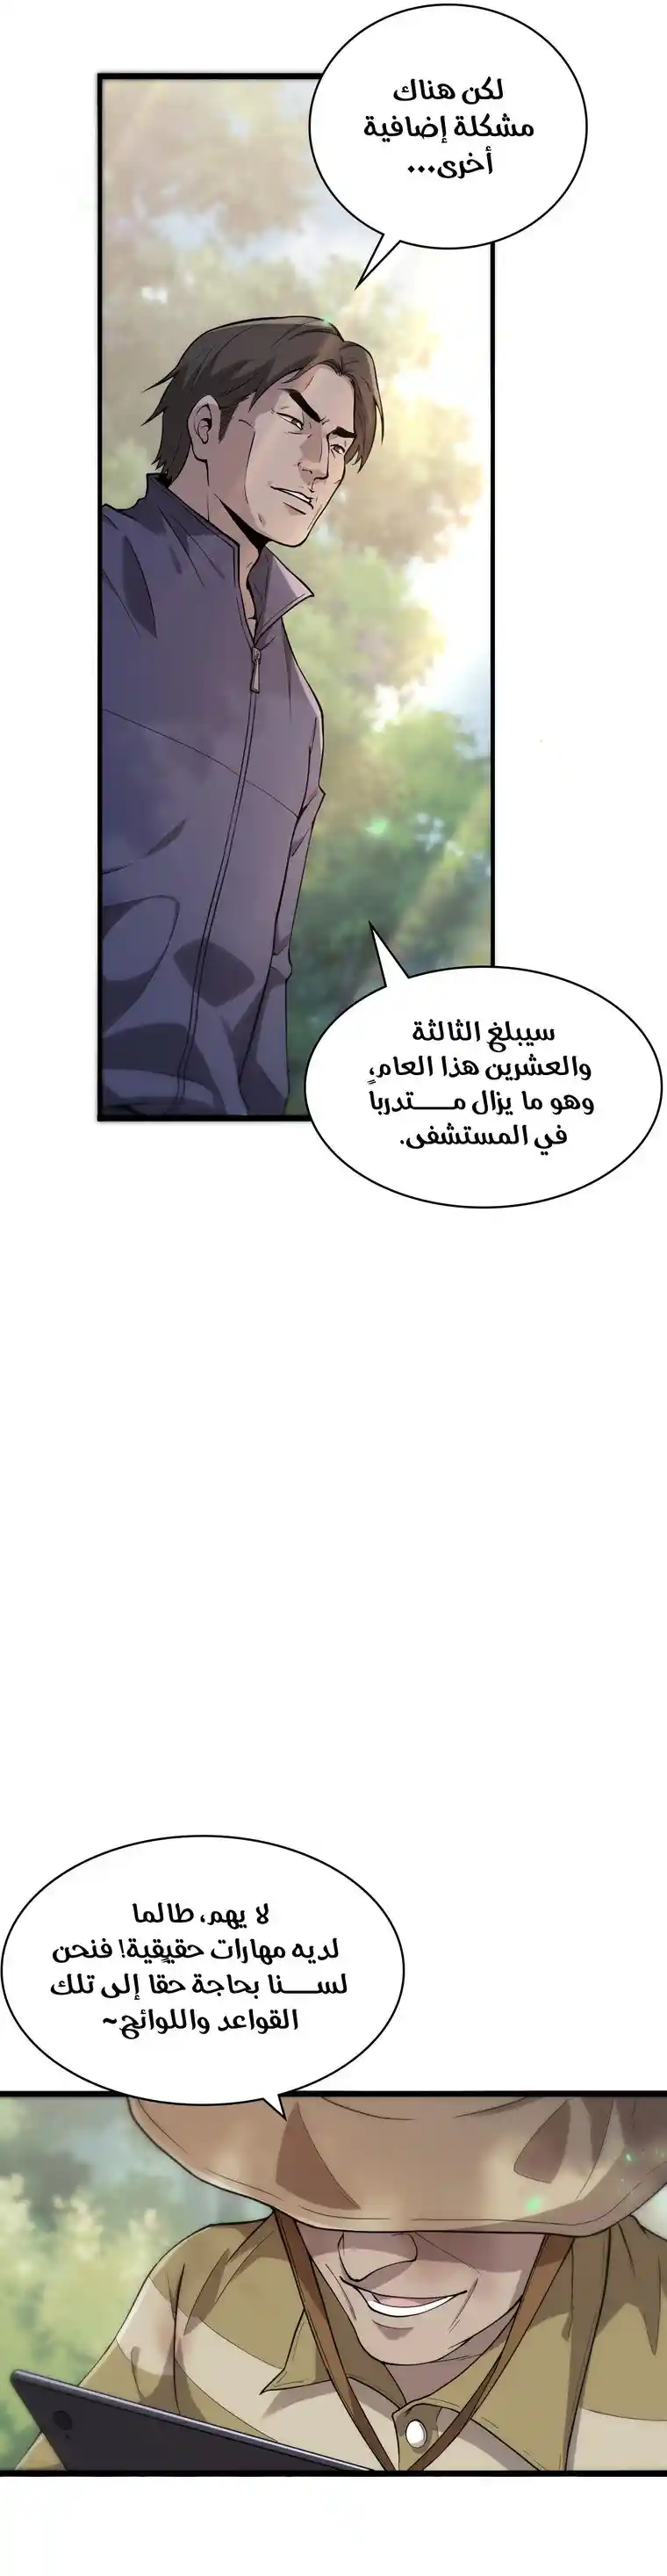 لكن هناك
مشكلة إضافية
أخرى...
سيبلغ الثالثة
والعشرين هذا العام،
وهو ما يزال مـــتدرباً
في المستشفى.
لا يهم، طالما
لديه مهارات حقيقية! فنحن
لســـنا بحاجة حقًا إلى تلك
القواعد واللوائح~